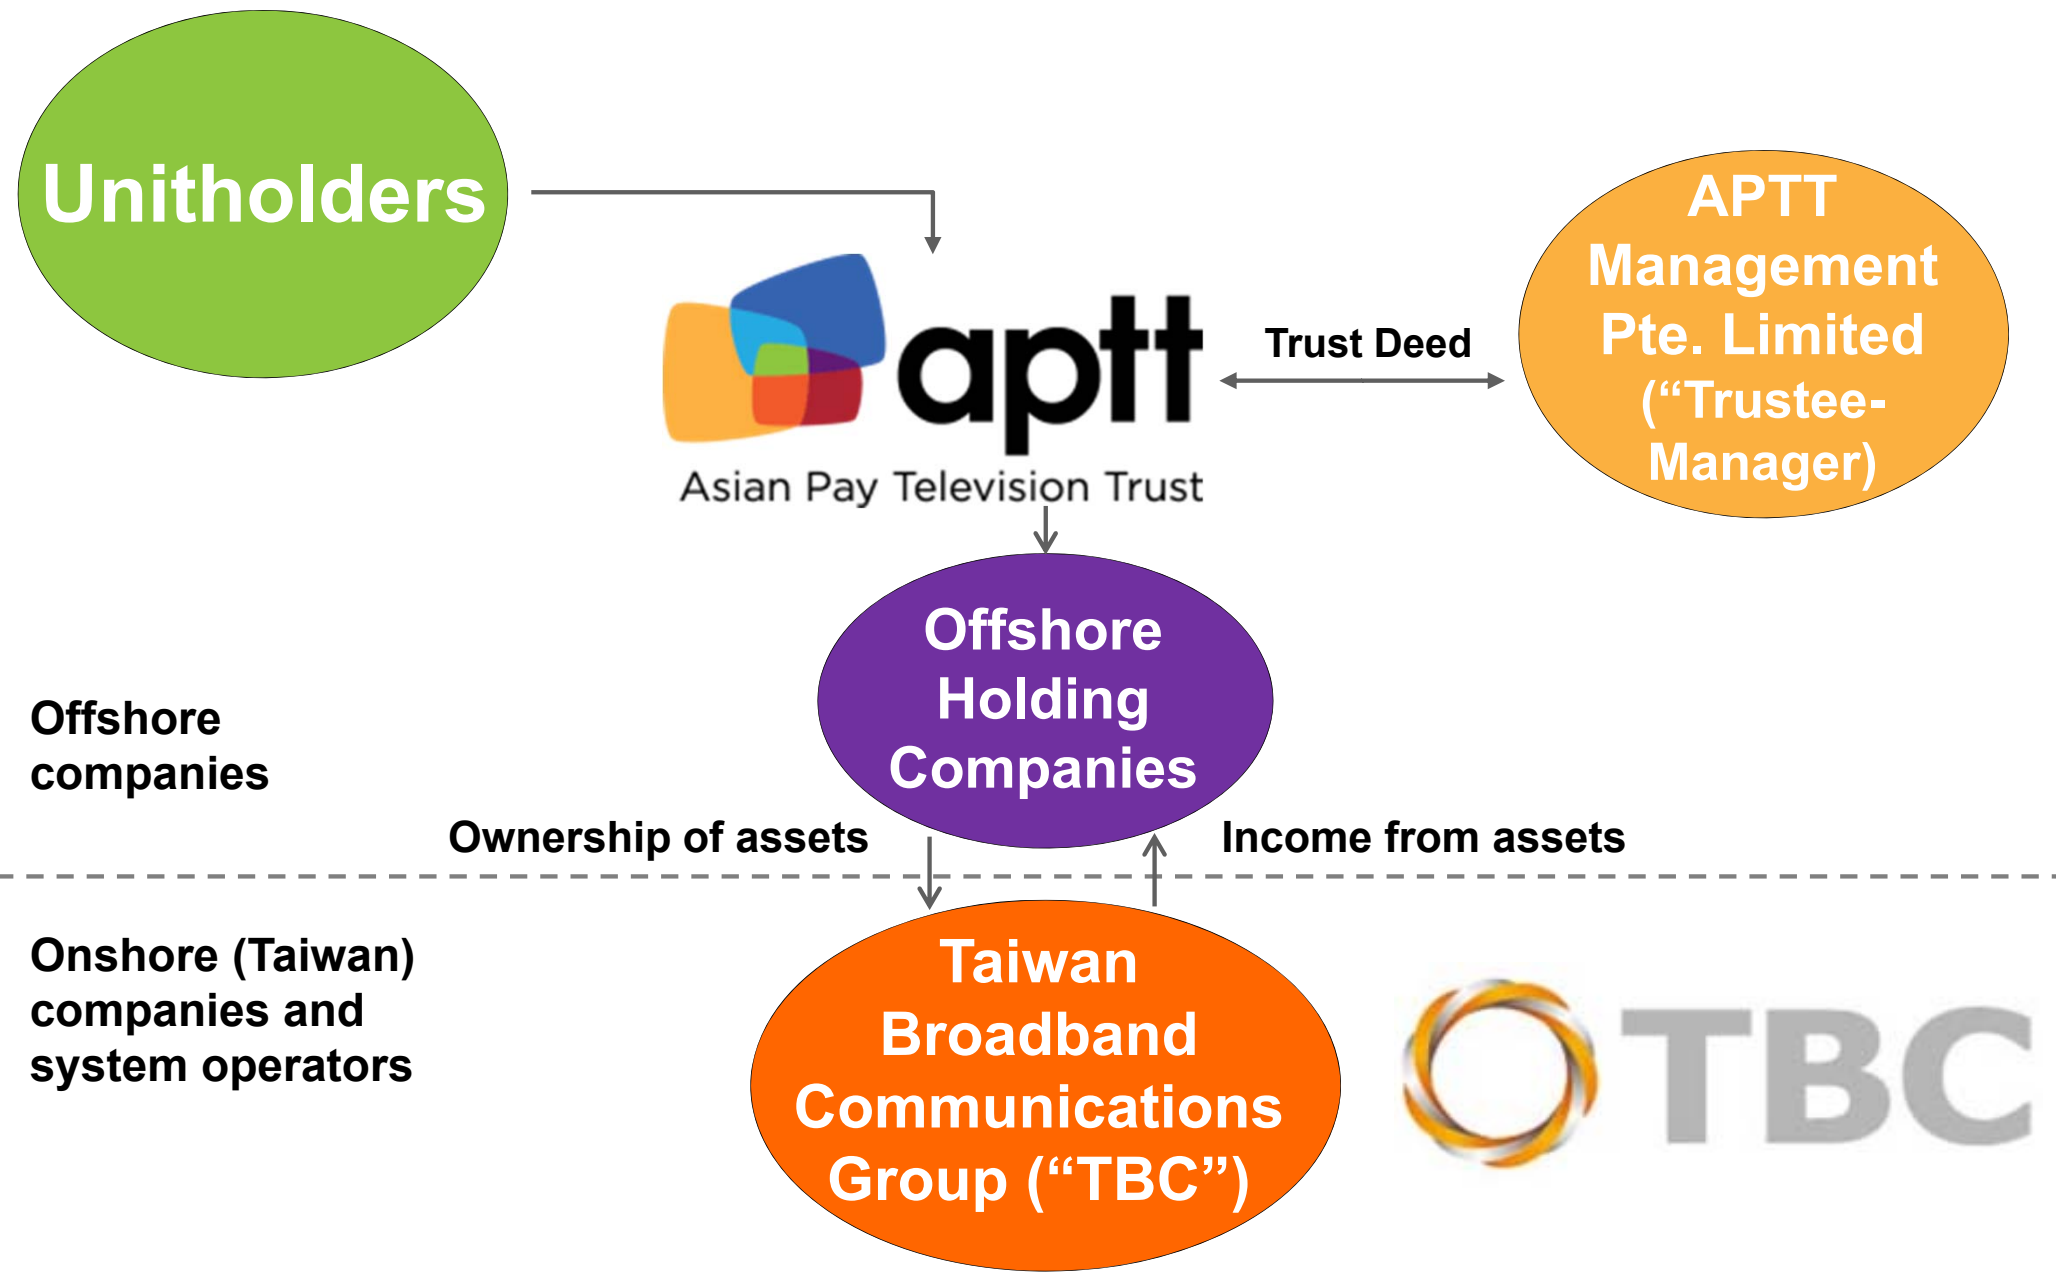 Unitholders
APTT
Management
Pte. Limited
(“Trustee-
Manager)
aptt
Asian Pay Television Trust
Trust Deed
Offshore
Holding
Companies
Offshore
companies
Ownership of assets
Income from assets
Onshore (Taiwan)
companies and
system operators
Taiwan
Broadband
Communications
Group (“TBC”)
TBC